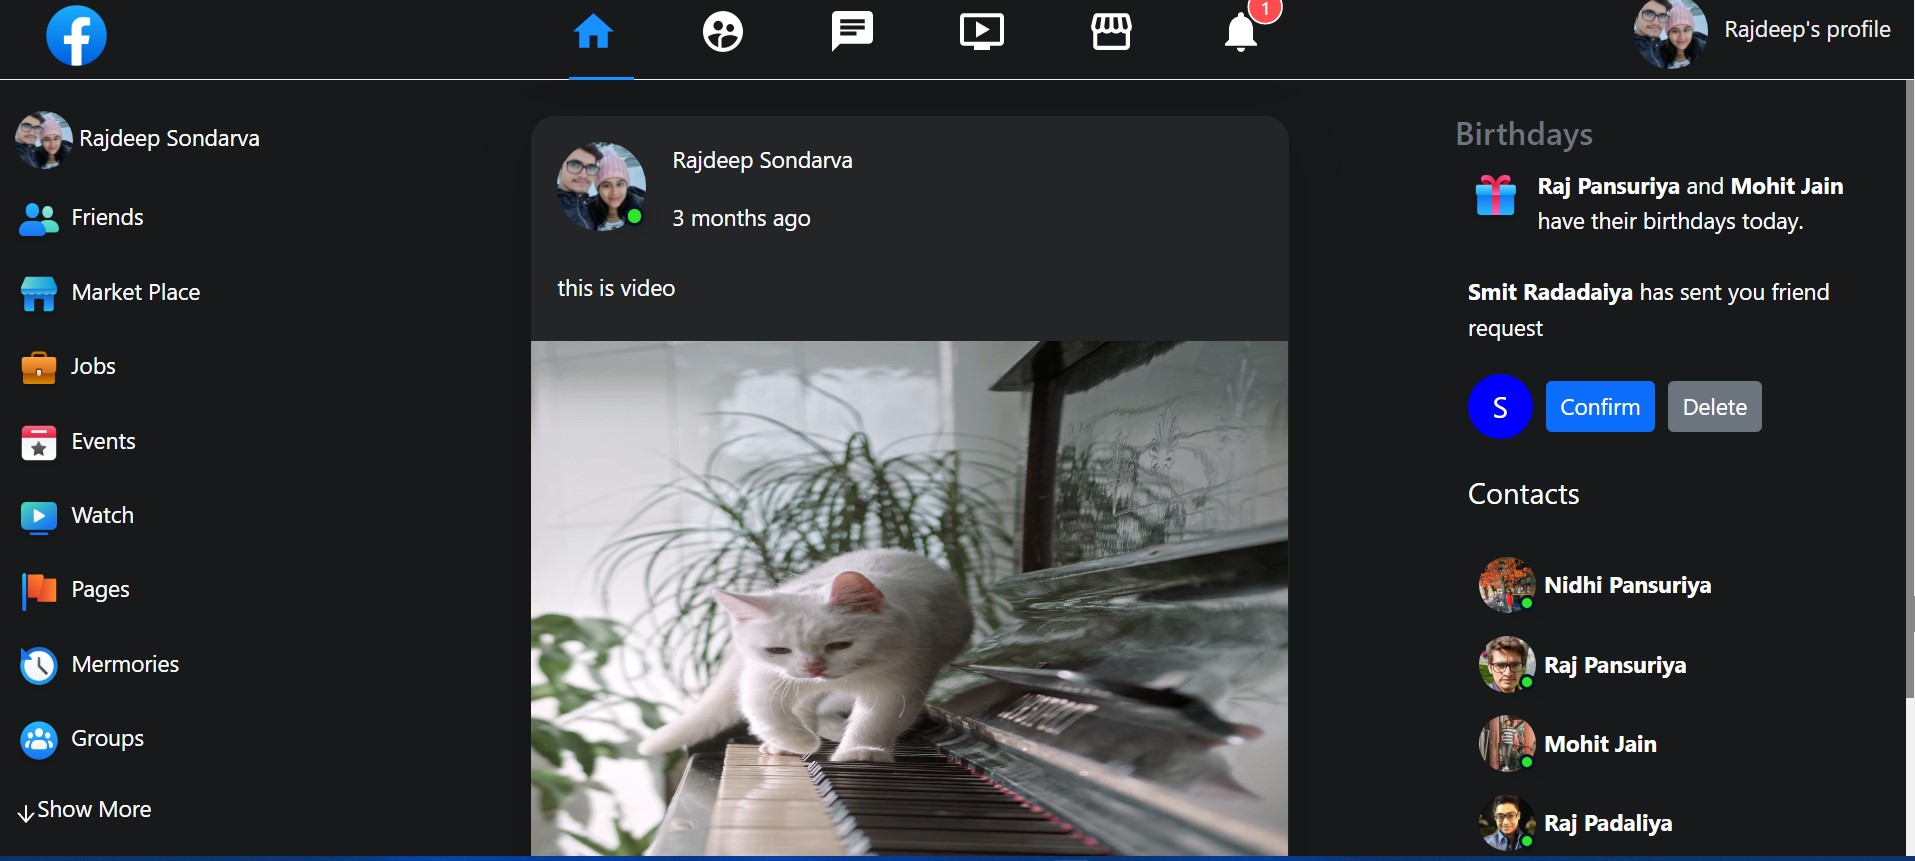 1
Rajdeep's profile
Rajdeep Sondarva
Friends
Market Place
Jobs
Events
Watch
Pages
Mermories
Groups
Show More
Rajdeep Sondarva
3 months ago
this is video
Birthdays
Raj Pansuriya and Mohit Jain
have their birthdays today.
Smit Radadaiya has sent you friend
request
S
Confirm
Delete
Contacts
Nidhi Pansuriya
Raj Pansuriya
Mohit Jain
Raj Padaliya